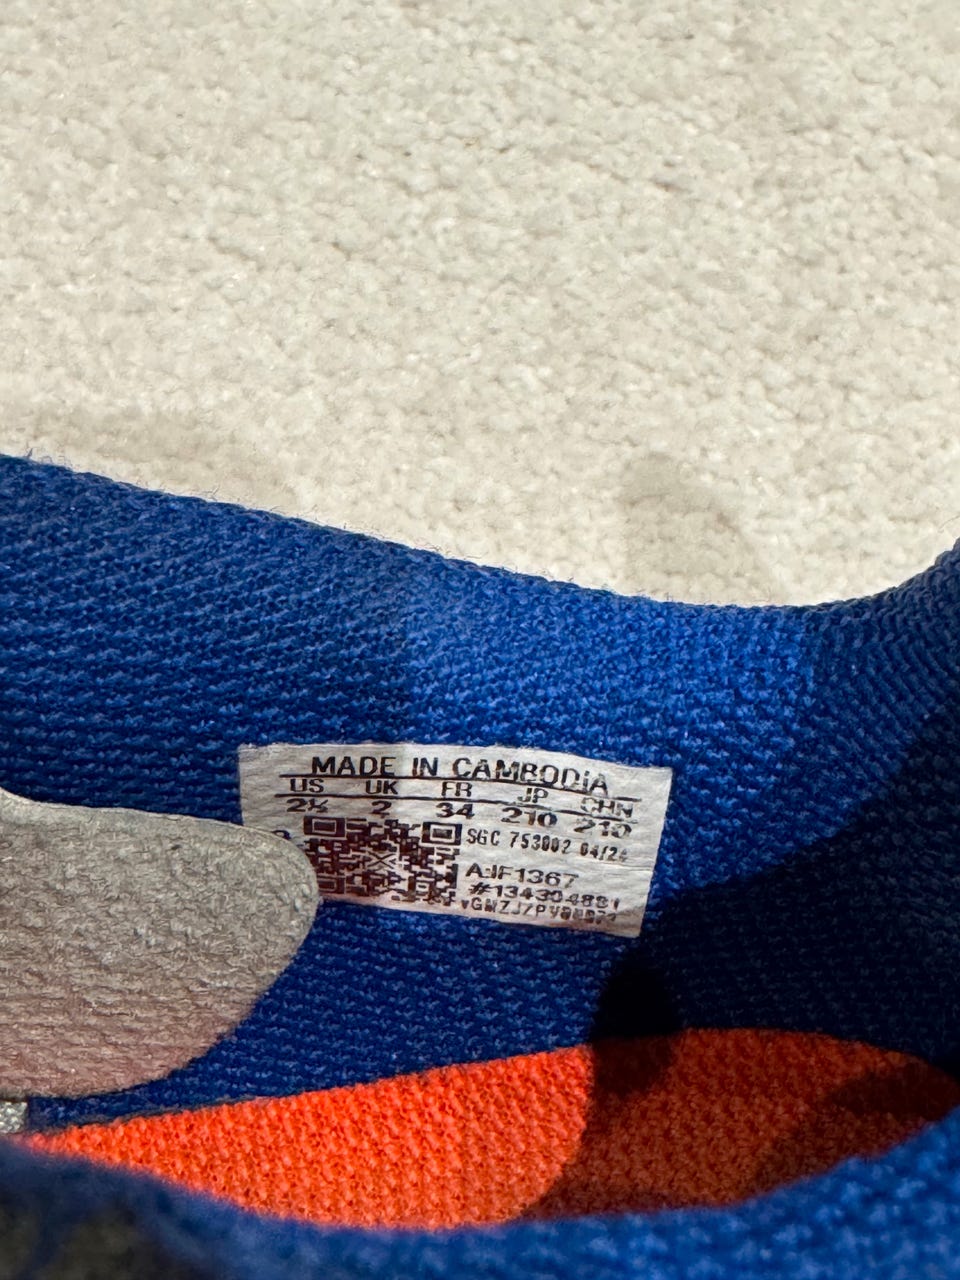 MADE IN CAMBODIA
US UK FR JP CHN
2½ 2 34 210 210
SGC 753002 04/24
A:IF1367